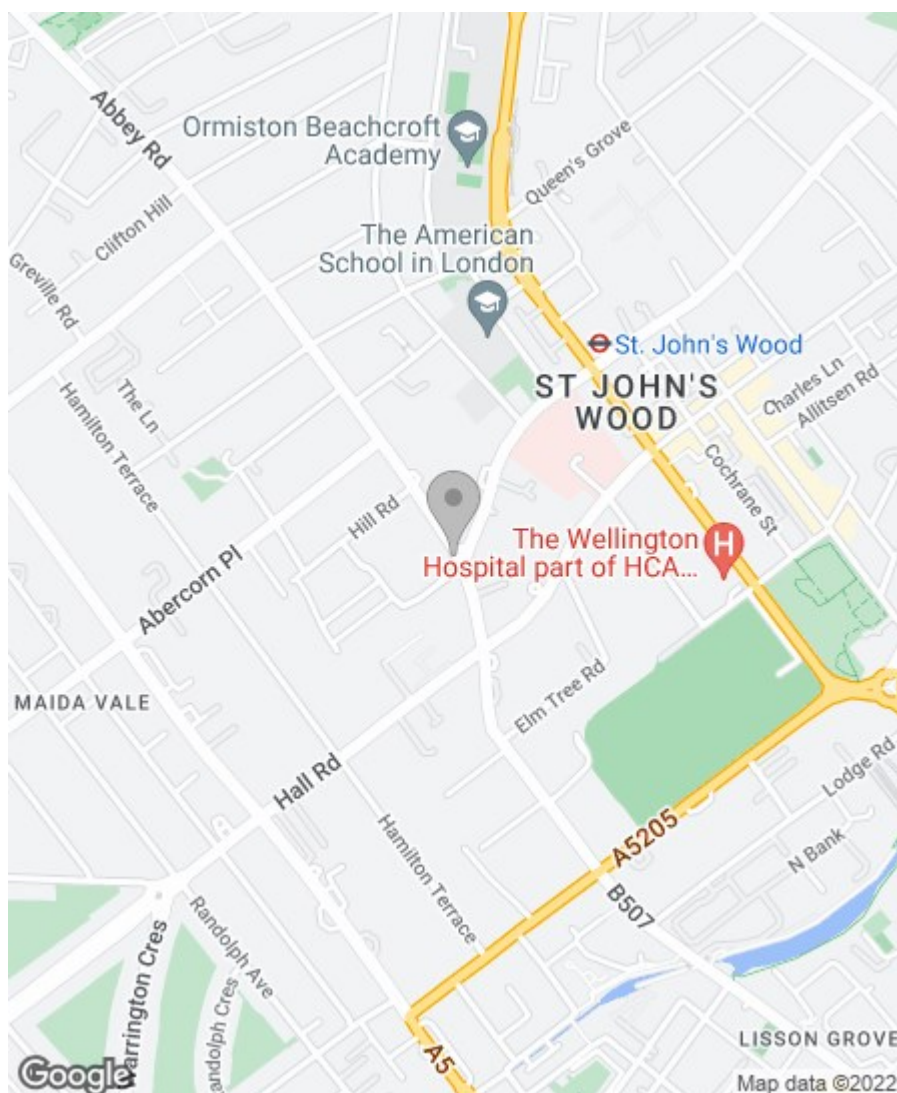 Abbey Rd
Ormiston Beachcroft
Academy
Queen's Grove
Clifton Hill
The American
School in London
Greville Rd
St. John's Wood
ST JOHN'S
WOOD
Charles Ln
Allitsen Rd
The Ln
Hamilton Terrace
Cochrane St
Hill Rd
H
The Wellington
Hospital part of HCA...
Abercorn Pl
MAIDA VALE
Elm Tree Rd
Hall Rd
Lodge Rd
A5205
N Bank
Hamilton Terrace
B507
Randolph Ave
Warrington Cres
Randolph Cres
A5
LISSON GROVE
Google
Map data ©2022